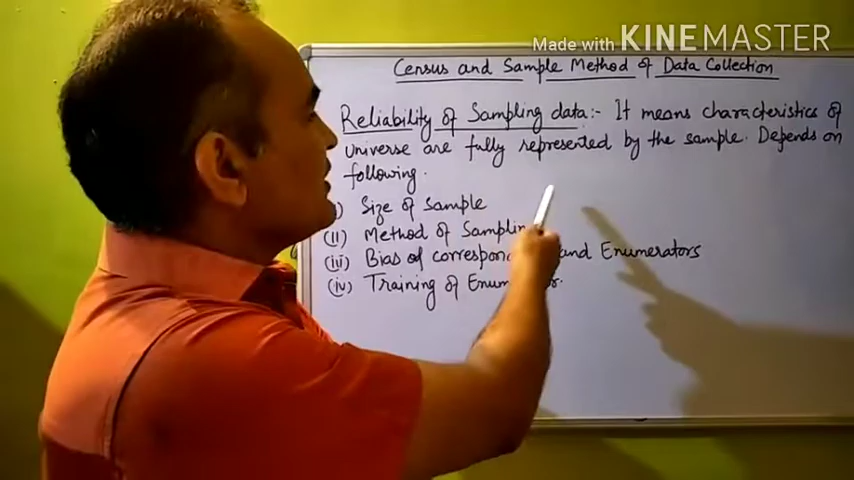 Made with KINEMASTER
Census and Sample Method of Data Collection
Reliability of Sampling data:- It means characteristics of
universe are fully represented by the sample. Depends on
following.
) Size of Sample
(ii) Method of Sampling
(iii) Bias of and Enumerators
(iv) Training of